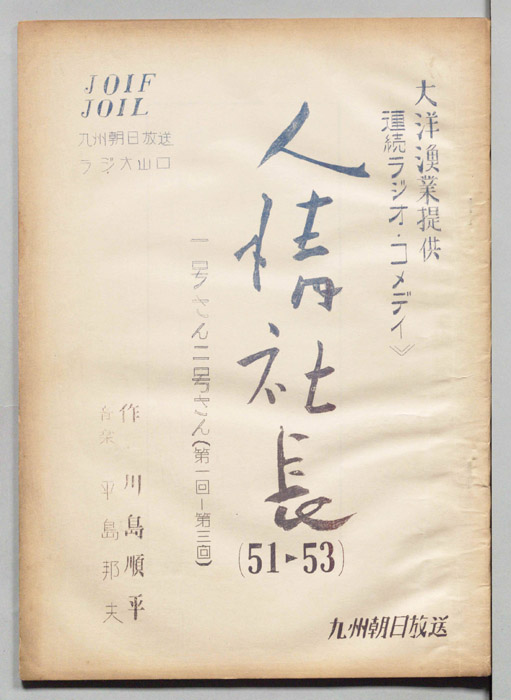 大洋漁業提供
連続ラジオ・コメディ》
人情社長
(51►53)
一号さん二号さん(第一回-第三回)
作 川島順平
音楽 平島邦夫
JOIF
JOIL
九州朝日放送
ラジオ山口
九州朝日放送